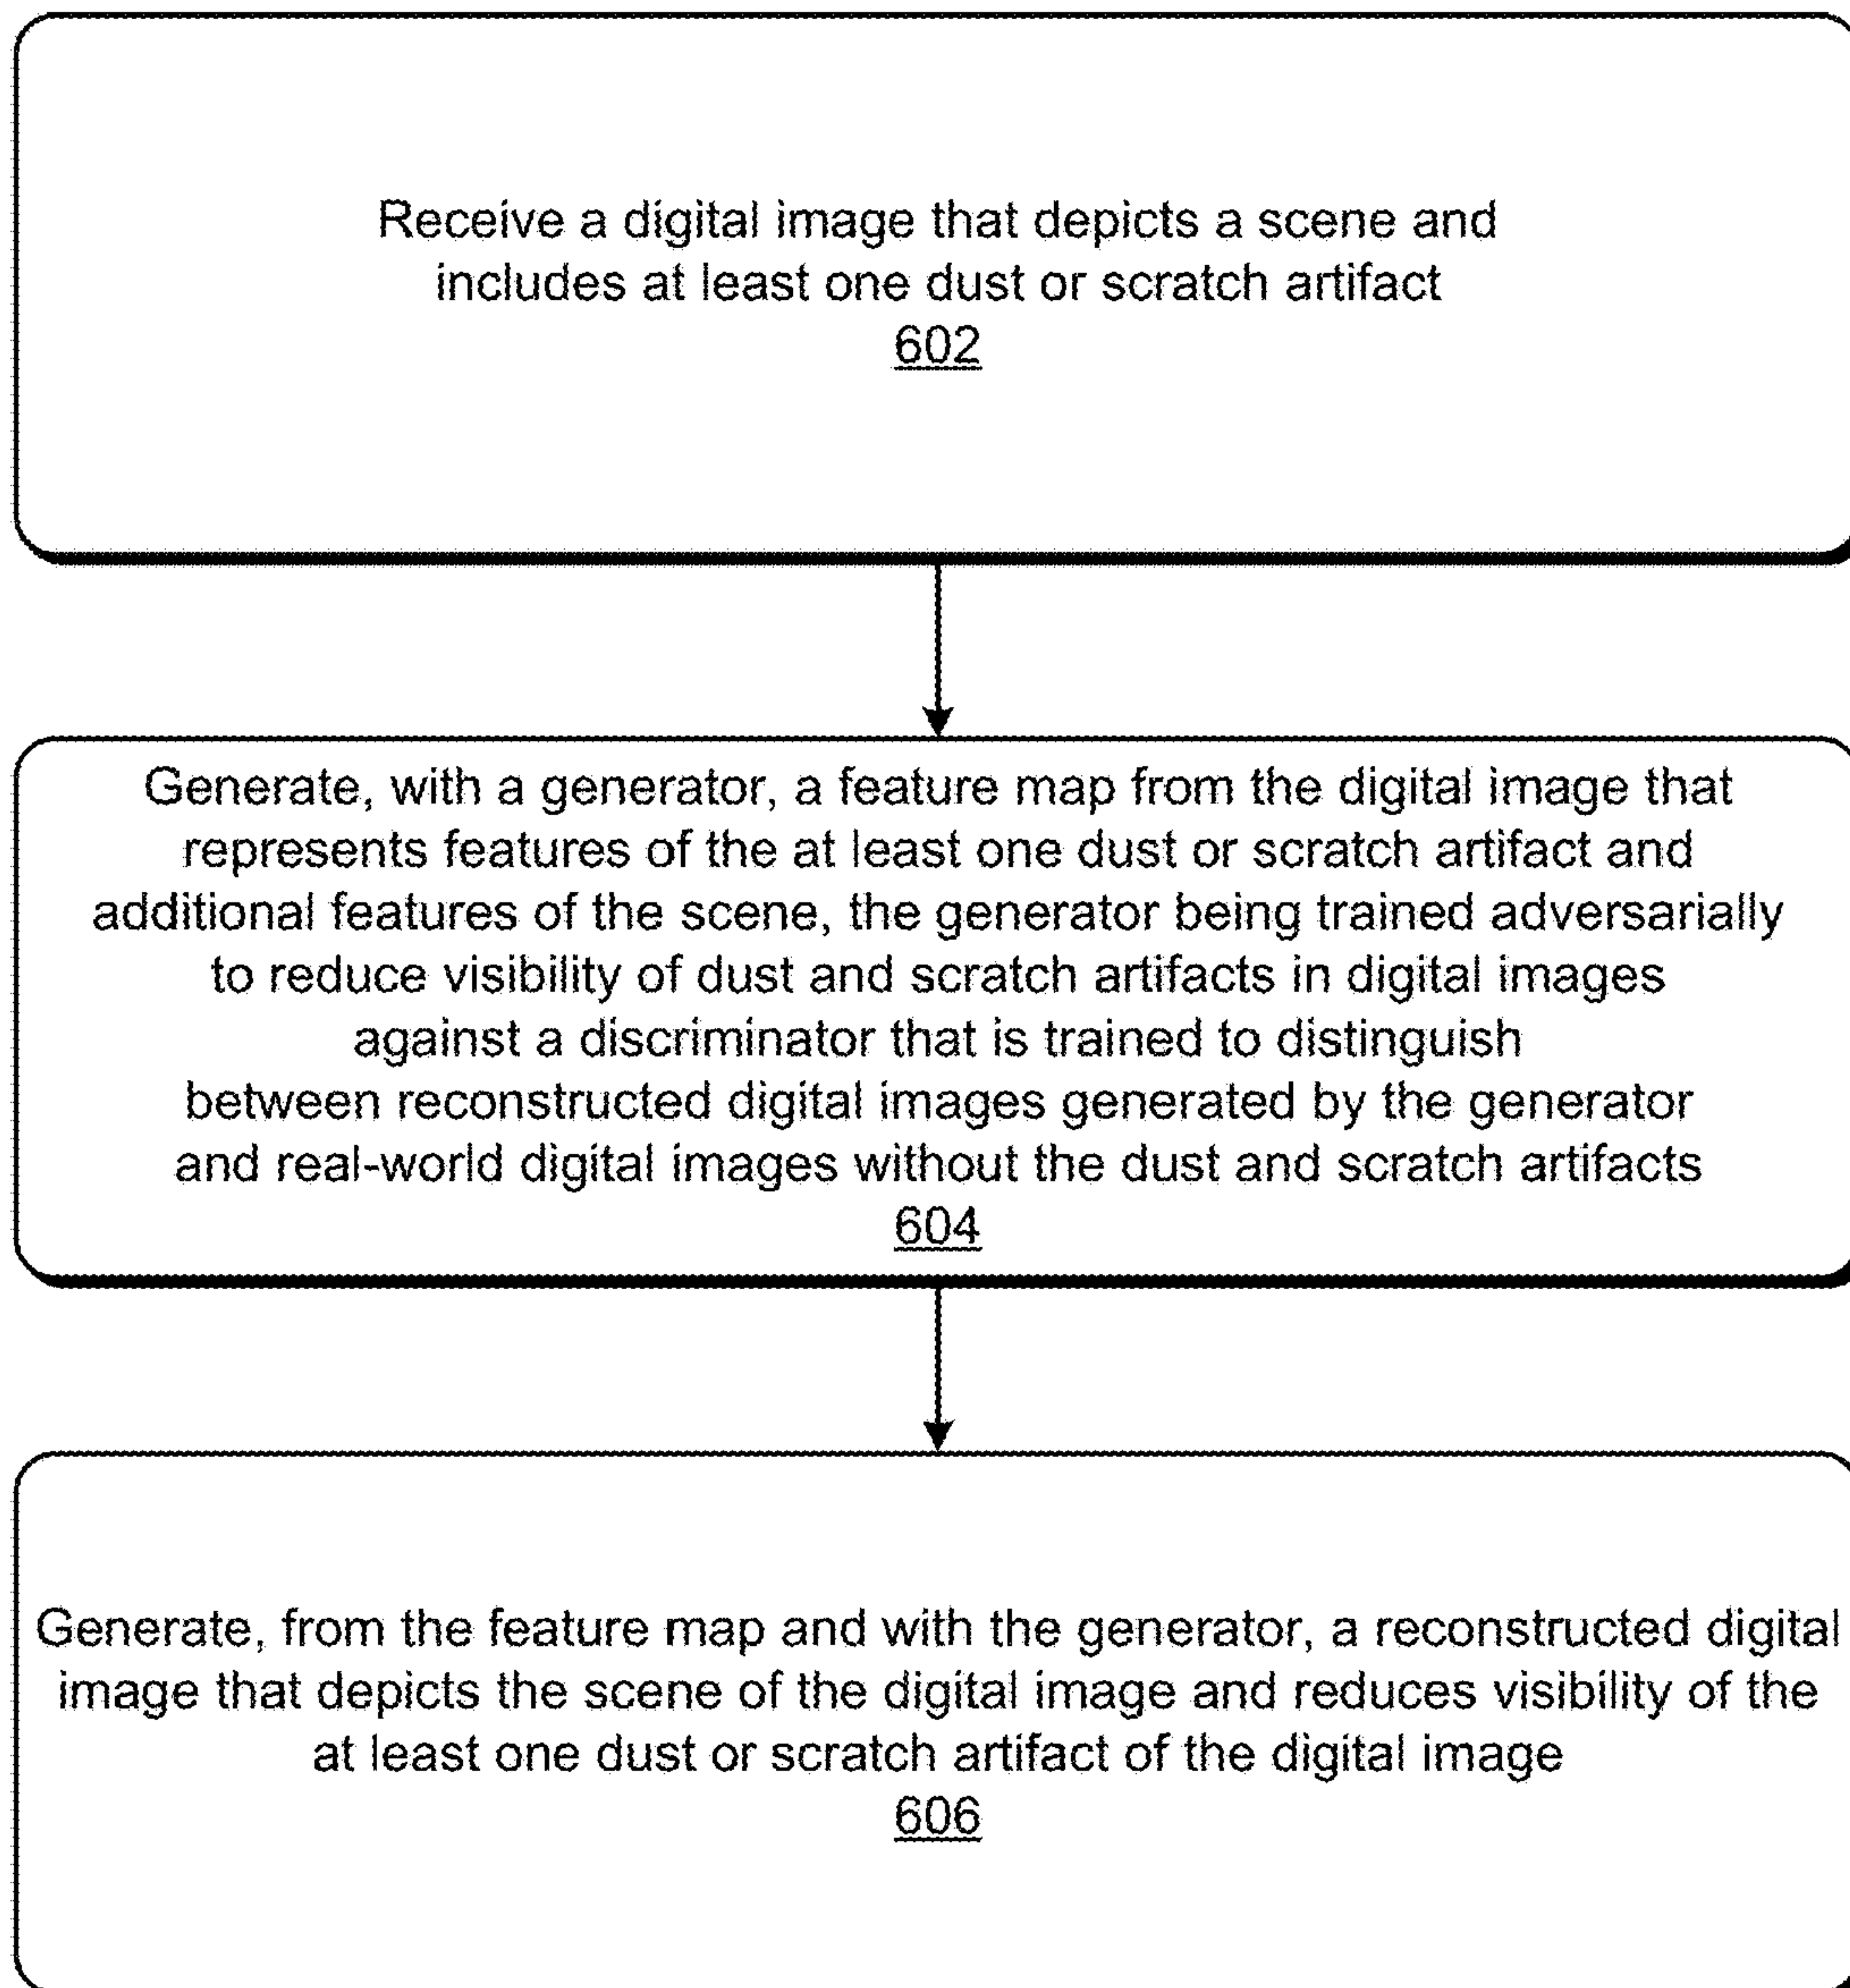 Receive a digital image that depicts a scene and
includes at least one dust or scratch artifact
602
Generate, with a generator, a feature map from the digital image that
represents features of the at least one dust or scratch artifact and
additional features of the scene, the generator being trained adversarially
to reduce visibility of dust and scratch artifacts in digital images
against a discriminator that is trained to distinguish
between reconstructed digital images generated by the generator
and real-world digital images without the dust and scratch artifacts
604
Generate, from the feature map and with the generator, a reconstructed digital
image that depicts the scene of the digital image and reduces visibility of the
at least one dust or scratch artifact of the digital image
606